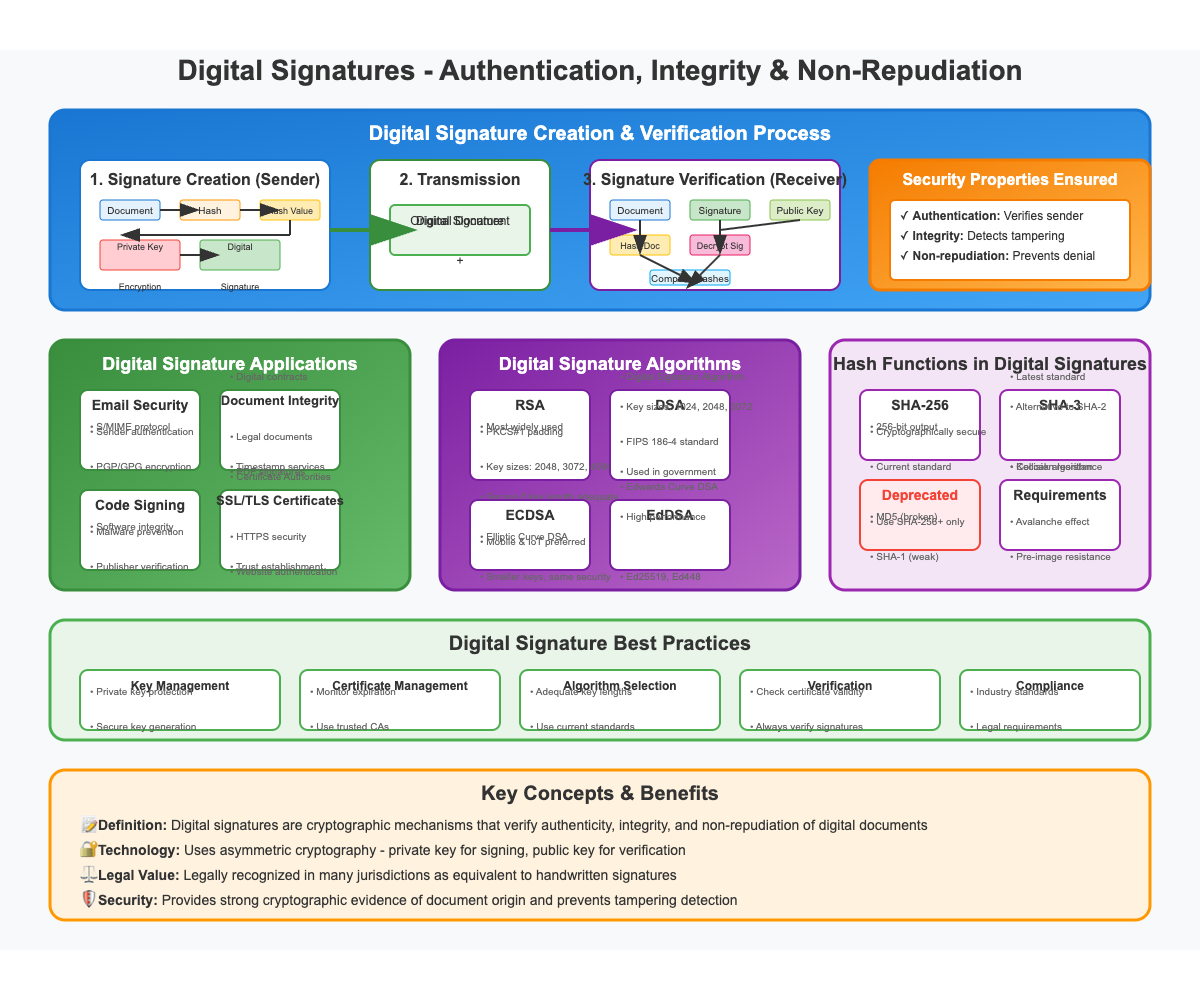 Digital Signatures - Authentication, Integrity & Non-Repudiation
Digital Signature Creation & Verification Process
1. Signature Creation (Sender)
Document
Hash
Hash Value
Private Key
Encryption
Digital
Signature
2. Transmission
Original Document
Digital Signature
+
3. Signature Verification (Receiver)
Document
Signature
Public Key
Hash Doc
Decrypt Sig
Compare Hashes
Security Properties Ensured
✓ Authentication: Verifies sender
✓ Integrity: Detects tampering
✓ Non-repudiation: Prevents denial
Digital Signature Applications
Email Security
• S/MIME protocol
• Sender authentication
• PGP/GPG encryption
• Digital contracts
Document Integrity
• Legal documents
• Timestamp services
• PDF signatures
• Certificate Authorities
Code Signing
• Software integrity
• Malware prevention
• Publisher verification
SSL/TLS Certificates
• HTTPS security
• Trust establishment
• Website authentication
Digital Signature Algorithms
RSA
• Most widely used
• PKCS#1 padding
• Key sizes: 2048, 3072,
DSA
• Key sizes: 1024, 2048, 3072
• FIPS 186-4 standard
• Used in government
• Edwards Curve DSA
ECDSA
• Elliptic Curve DSA
• Mobile & IoT preferred
• Smaller keys, same security
EdDSA
• High performance
• Ed25519, Ed448
Hash Functions in Digital Signatures
SHA-256
• 256-bit output
• Cryptographically secure
• Current standard
• Latest standard
SHA-3
• Alternative to SHA-2
• Keccak algorithm
• Collision resistance
Deprecated
• MD5 (broken)
• Use SHA-256+ only
• SHA-1 (weak)
Requirements
• Avalanche effect
• Pre-image resistance
Digital Signature Best Practices
Key Management
• Private key protection
• Secure key generation
Certificate Management
• Monitor expiration
• Use trusted CAs
Algorithm Selection
• Adequate key lengths
• Use current standards
Verification
• Check certificate validity
• Always verify signatures
Compliance
• Industry standards
• Legal requirements
Key Concepts & Benefits
Definition: Digital signatures are cryptographic mechanisms that verify authenticity, integrity, and non-repudiation of digital documents
Technology: Uses asymmetric cryptography - private key for signing, public key for verification
Legal Value: Legally recognized in many jurisdictions as equivalent to handwritten signatures
Security: Provides strong cryptographic evidence of document origin and prevents tampering detection